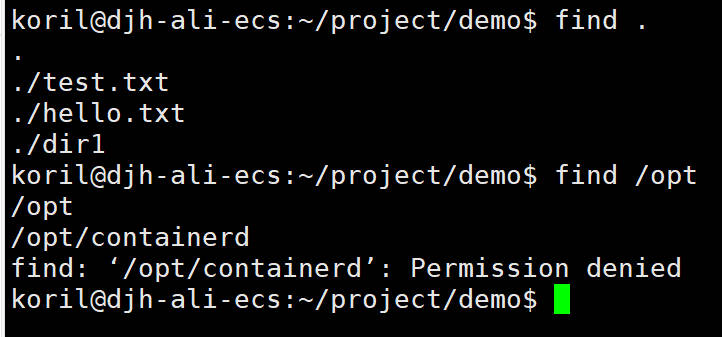 koril@djh-ali-ecs:~/project/demo$ find .
.
./test.txt
./hello.txt
./dir1
koril@djh-ali-ecs:~/project/demo$ find /opt
/opt
/opt/containerd
find: ‘/opt/containerd’: Permission denied
koril@djh-ali-ecs:~/project/demo$